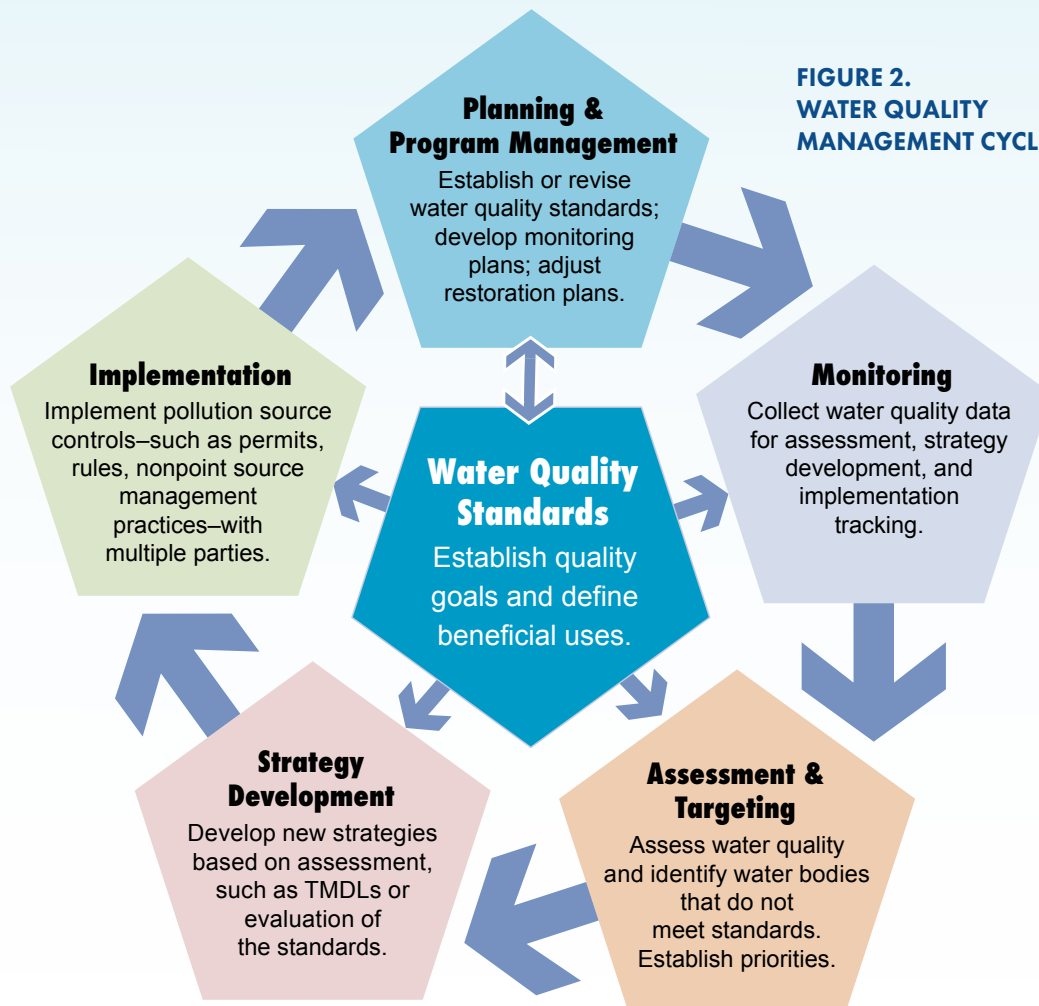 FIGURE 2.
WATER QUALITY
MANAGEMENT CYCL
Planning &
Program Management
Establish or revise
water quality standards;
develop monitoring
plans; adjust
restoration plans.
Monitoring
Collect water quality data
for assessment, strategy
development, and
implementation
tracking.
Assessment &
Targeting
Assess water quality
and identify water bodies
that do not
meet standards.
Establish priorities.
Strategy
Development
Develop new strategies
based on assessment,
such as TMDLs or
evaluation of
the standards.
Implementation
Implement pollution source
controls–such as permits,
rules, nonpoint source
management
practices–with
multiple parties.
Water Quality
Standards
Establish quality
goals and define
beneficial uses.